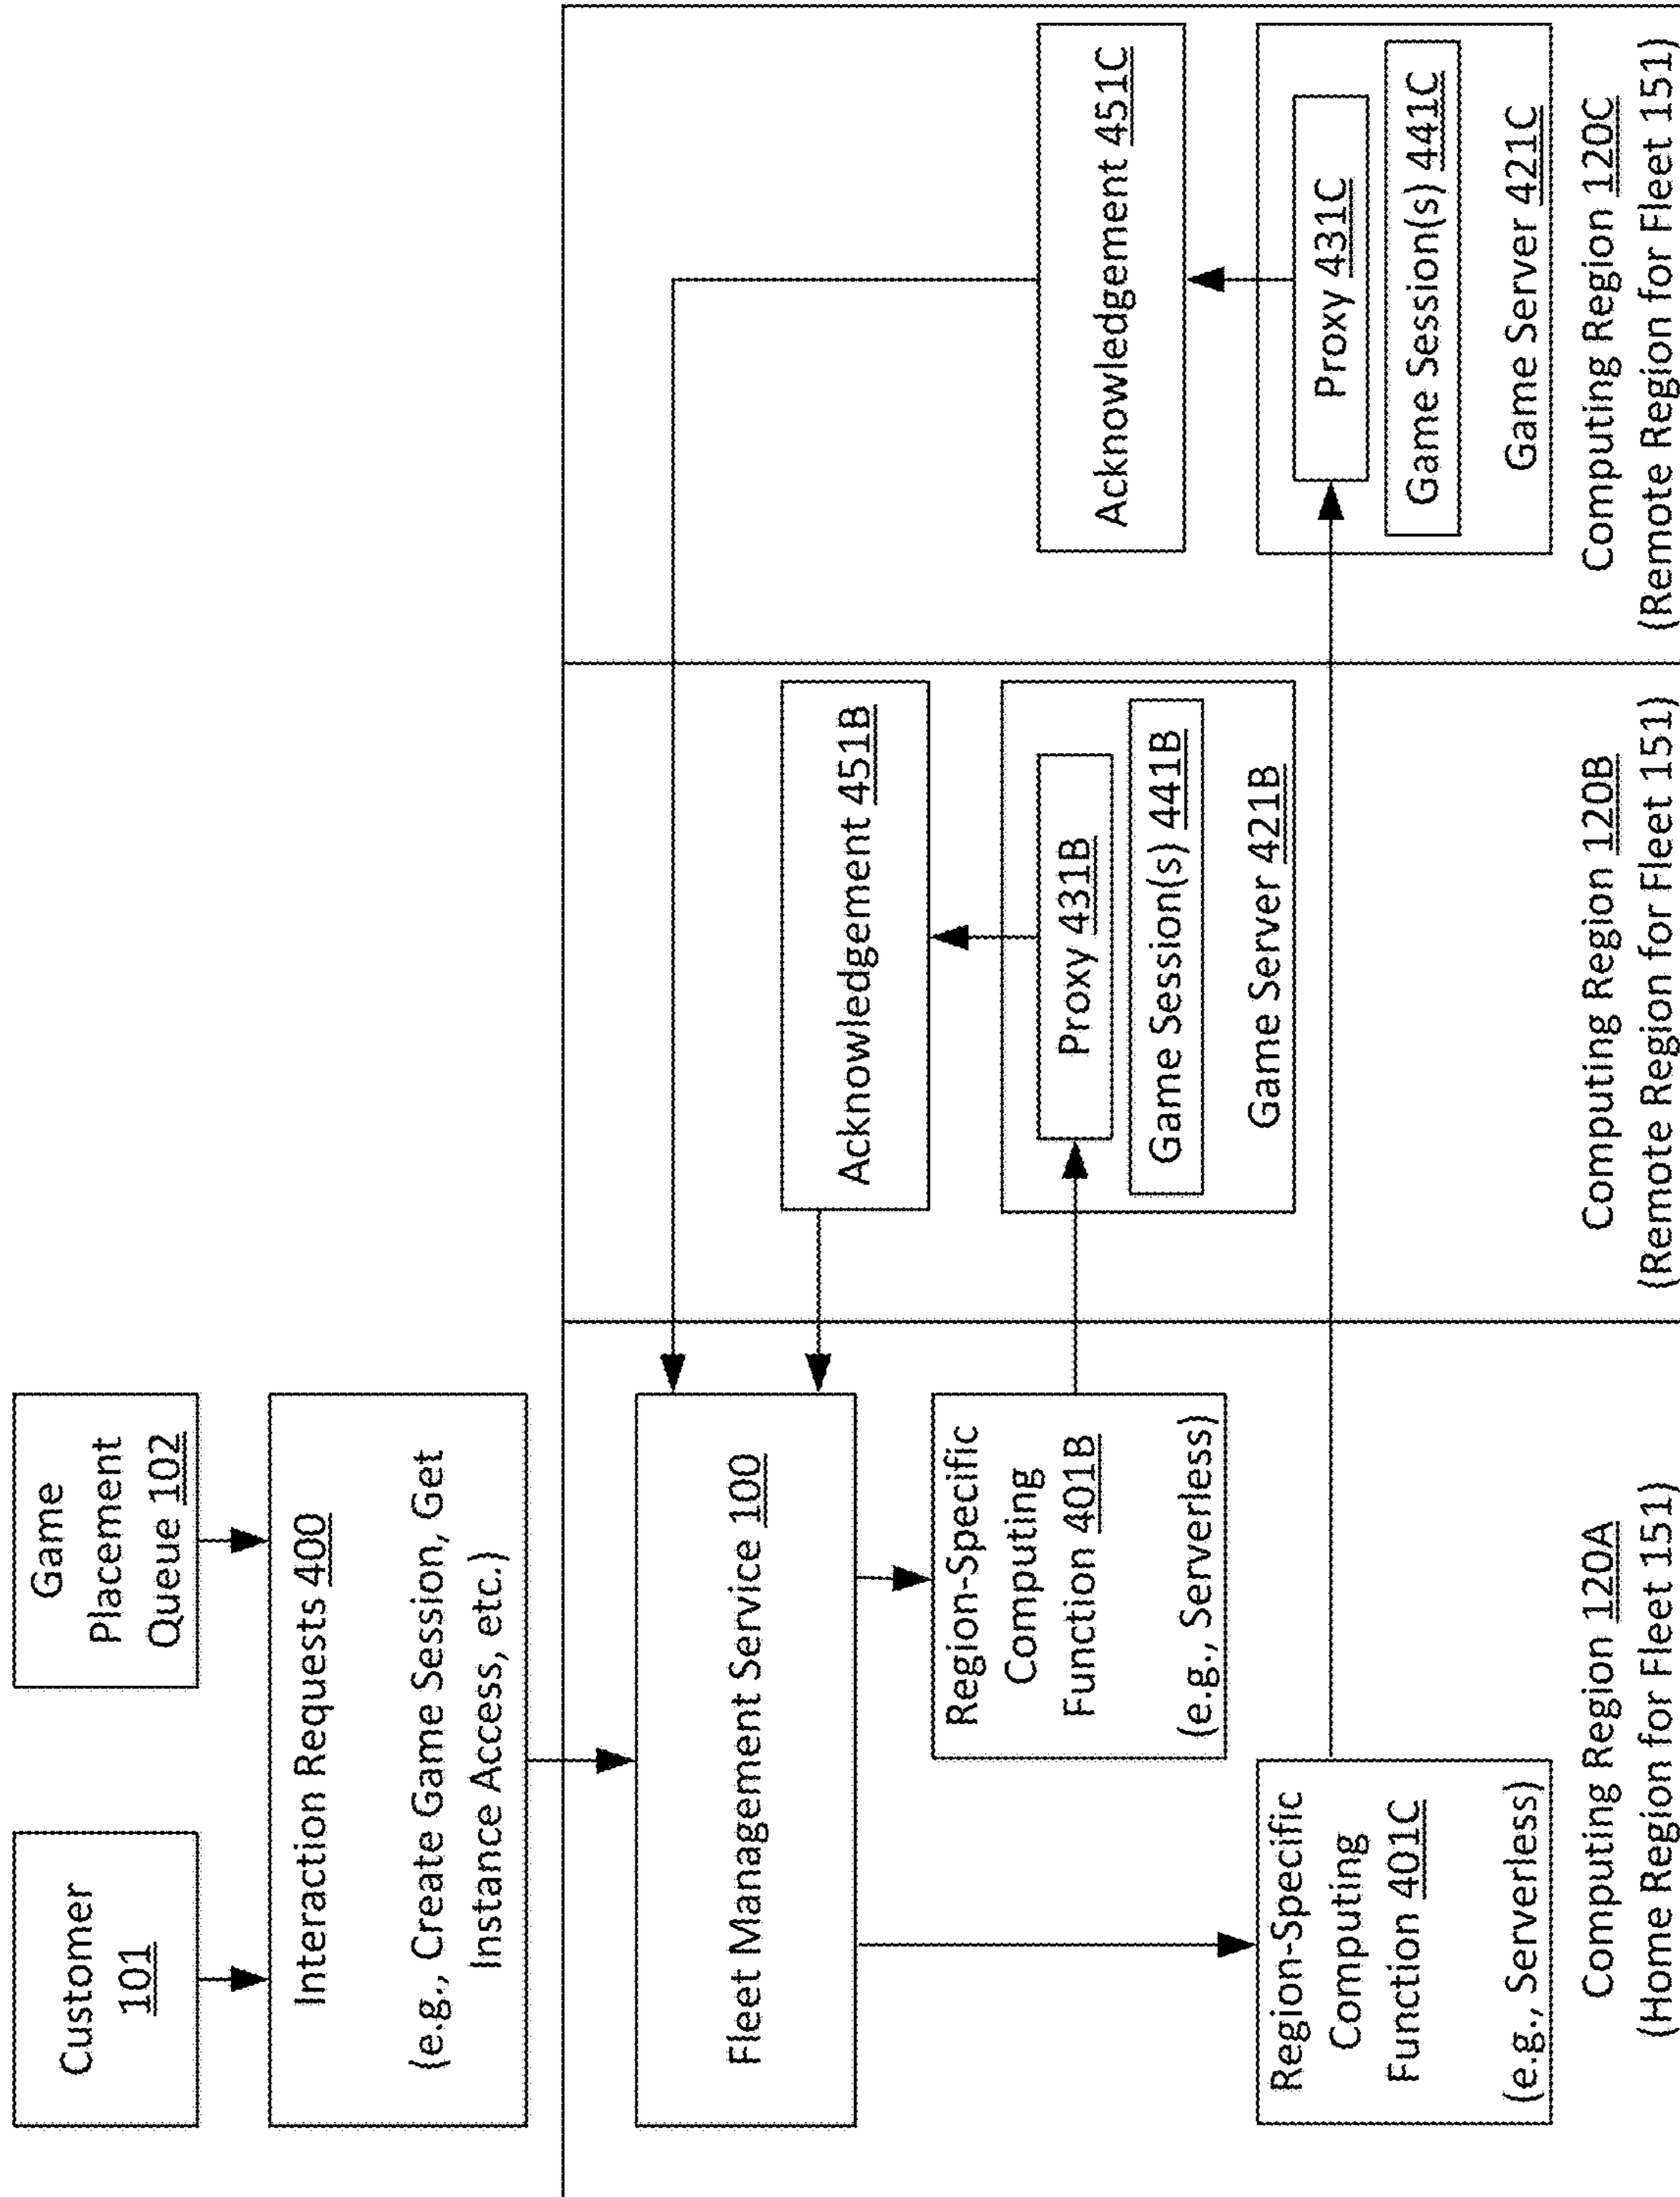 Customer
101
Game
Placement
Queue 102
Interaction Requests 400
(e.g., Create Game Session, Get
Instance Access, etc.)
Fleet Management Service 100
Region-Specific
Computing
Function 401B
(e.g., Serverless)
Region-Specific
Computing
Function 401C
(e.g., Serverless)
Computing Region 120A
(Home Region for Fleet 151)
Acknowledgement 451B
Proxy 431B
Game Session(s) 441B
Game Server 421B
Computing Region 120B
(Remote Region for Fleet 151)
Acknowledgement 451C
Proxy 431C
Game Session(s) 441C
Game Server 421C
Computing Region 120C
(Remote Region for Fleet 151)